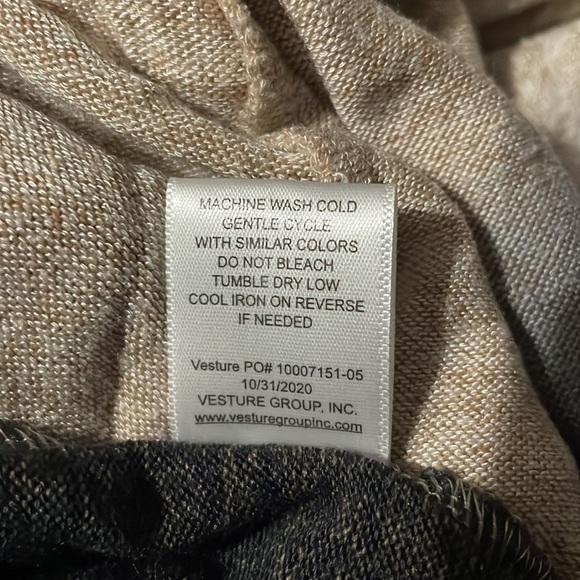 MACHINE WASH COLD
GENTLE CYCLE
WITH SIMILAR COLORS
DO NOT BLEACH
TUMBLE DRY LOW
COOL IRON ON REVERSE
IF NEEDED
Vesture PO# 10007151-05
10/31/2020
VESTURE GROUP, INC.
www.vesturegroupinc.com